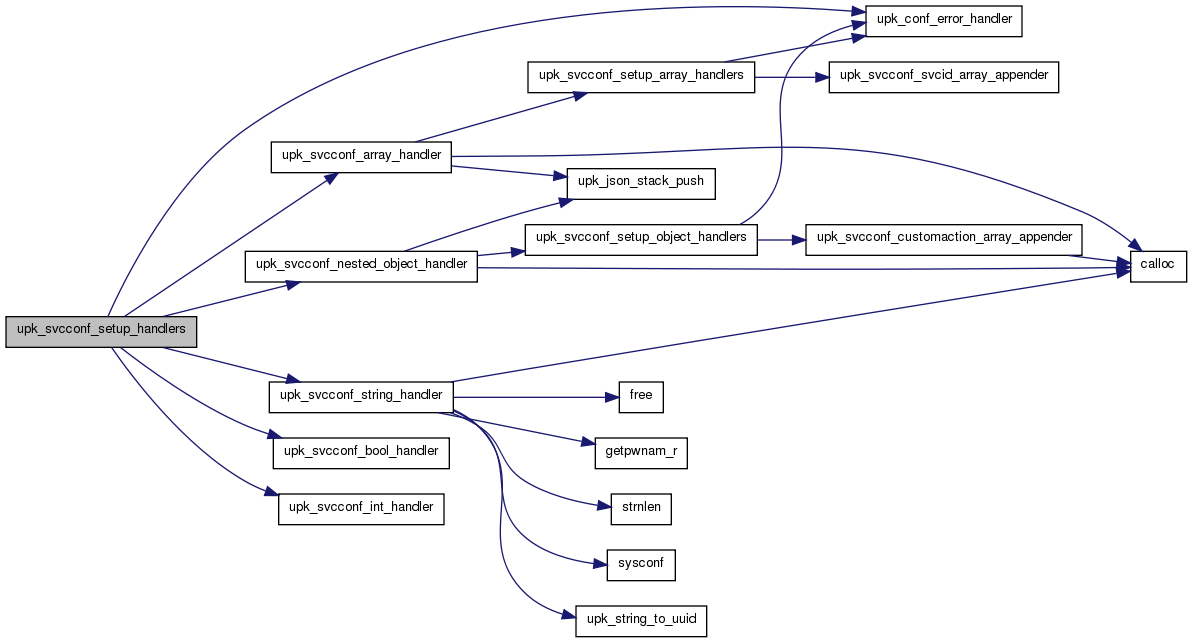 upk_conf_error_handler
upk_svcconf_setup_array_handlers
upk_svcconf_svcid_array_appender
upk_svcconf_array_handler
upk_json_stack_push
upk_svcconf_setup_object_handlers
upk_svcconf_customaction_array_appender
upk_svcconf_nested_object_handler
calloc
upk_svcconf_setup_handlers
upk_svcconf_string_handler
free
upk_svcconf_bool_handler
getpwnam_r
upk_svcconf_int_handler
strnlen
sysconf
upk_string_to_uuid